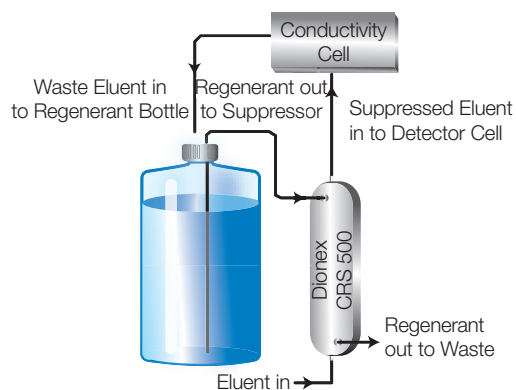 Conductivity
Cell
Waste Eluent in
to Regenerant Bottle
Regenerant out
to Suppressor
Suppressed Eluent
in to Detector Cell
Dionex
CRS 500
Regenerant
out to Waste
Eluent in